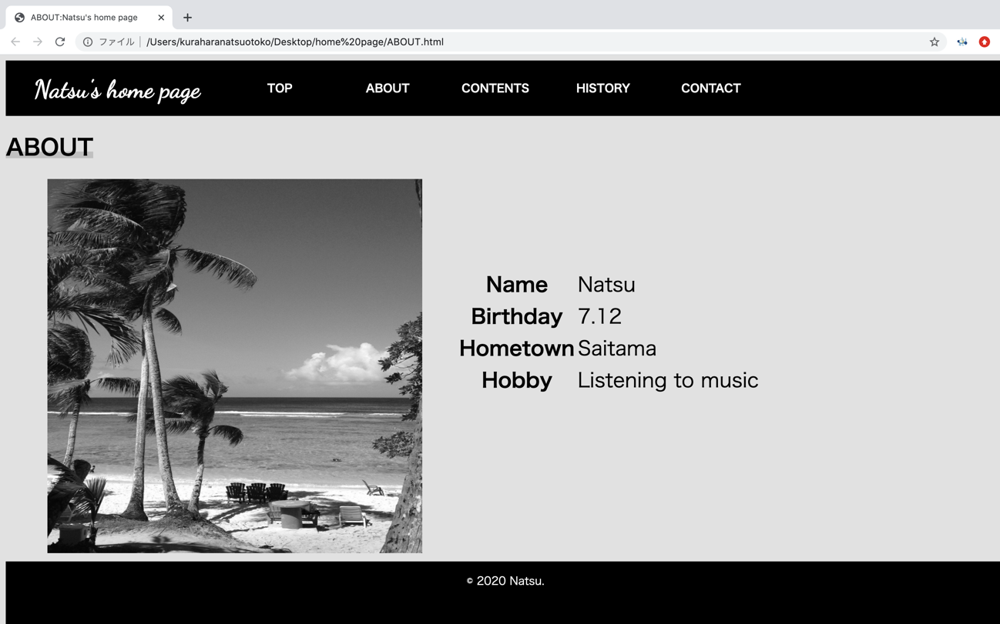 ABOUT:Natsu's home page
ファイル /Users/kuraharanatsuotoko/Desktop/home%20page/ABOUT.html
Natsu's home page TOP ABOUT CONTENTS HISTORY CONTACT
ABOUT
Name Natsu
Birthday 7.12
Hometown Saitama
Hobby Listening to music
© 2020 Natsu.